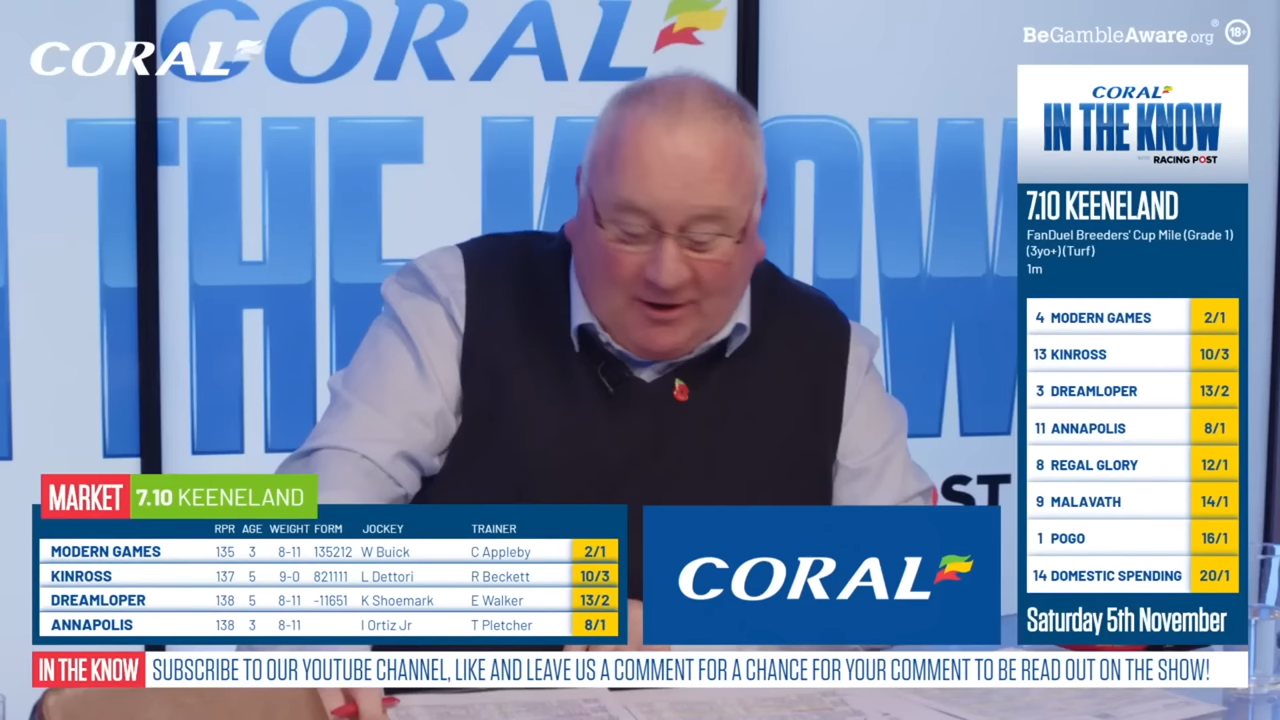 CORAL
CORAL
THE KNOW
ST
BeGambleAware.org® 18+
CORAL
IN THE KNOW
WITH RACING POST
7.10 KEENELAND
FanDuel Breeders' Cup Mile (Grade 1)
(3yo+) (Turf)
1m
4 MODERN GAMES 2/1
13 KINROSS 10/3
3 DREAMLOPER 13/2
11 ANNAPOLIS 8/1
8 REGAL GLORY 12/1
9 MALAVATH 14/1
1 POGO 16/1
14 DOMESTIC SPENDING 20/1
Saturday 5th November
MARKET 7.10 KEENELAND
RPR AGE WEIGHT FORM JOCKEY TRAINER
MODERN GAMES 135 3 8-11 135212 W Buick C Appleby 2/1
KINROSS 137 5 9-0 821111 L Dettori R Beckett 10/3
DREAMLOPER 138 5 8-11 -11651 K Shoemark E Walker 13/2
ANNAPOLIS 138 3 8-11 I Ortiz Jr T Pletcher 8/1
CORAL
IN THE KNOW SUBSCRIBE TO OUR YOUTUBE CHANNEL, LIKE AND LEAVE US A COMMENT FOR A CHANCE FOR YOUR COMMENT TO BE READ OUT ON THE SHOW!